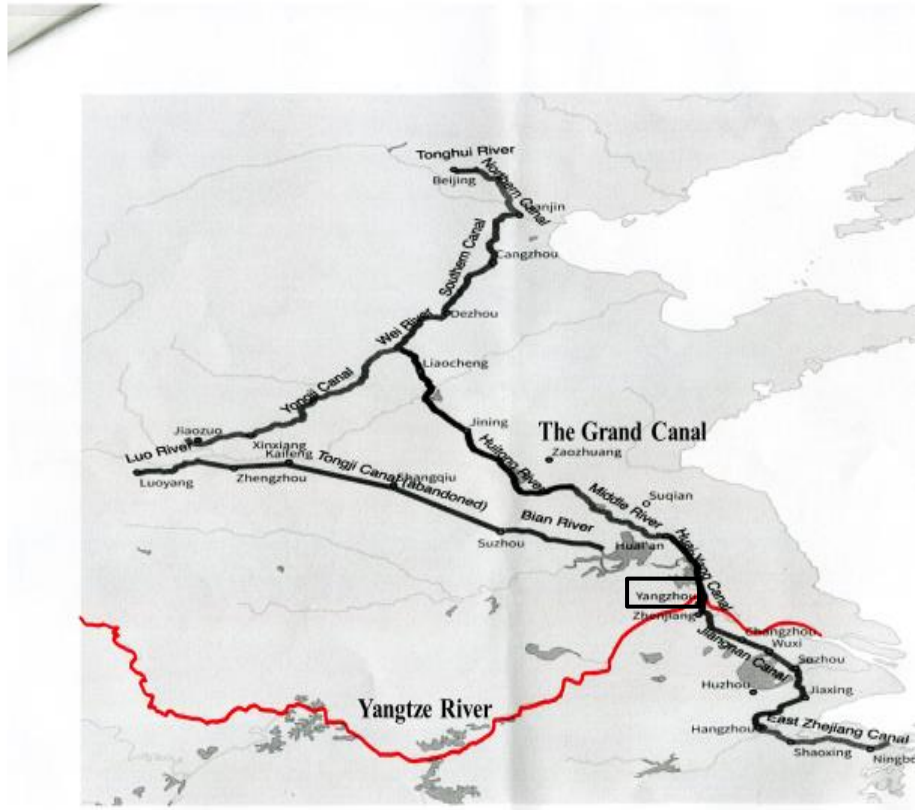 Tonghui River
Beijing
Northern Canal
Tianjin
Southern Canal
Cangzhou
Dezhou
Wei River
Liaocheng
Yongji Canal
Jining
The Grand Canal
Jiaozuo
Xinxiang
Luo River
Kaifeng
Huitong River
Zaozhuang
Luoyang
Zhengzhou
Tongji Canal (abandoned)
Shangqiu
Middle River
Suqian
Bian River
Suzhou
Huai'an
Huai-Yang Canal
Yangzhou
Zhenjiang
Changzhou
Wuxi
Jiangnan Canal
Suzhou
Huzhou
Jiaxing
Yangtze River
Hangzhou
East Zhejiang Canal
Shaoxing